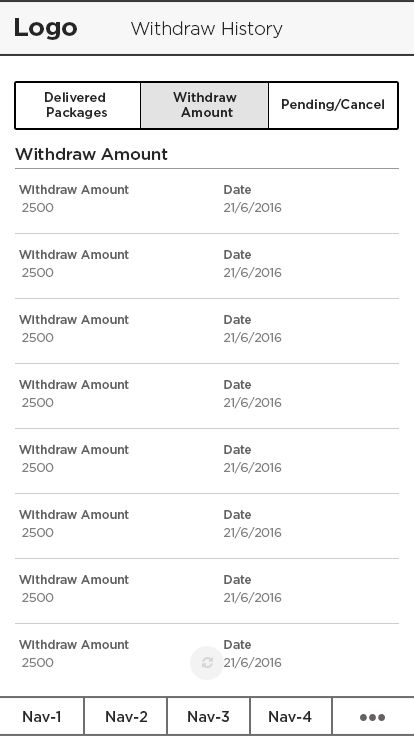 Logo Withdraw History
Delivered Packages Withdraw Amount Pending/Cancel
Withdraw Amount
Withdraw Amount Date
2500 21/6/2016
Withdraw Amount Date
2500 21/6/2016
Withdraw Amount Date
2500 21/6/2016
Withdraw Amount Date
2500 21/6/2016
Withdraw Amount Date
2500 21/6/2016
Withdraw Amount Date
2500 21/6/2016
Withdraw Amount Date
2500 21/6/2016
Withdraw Amount Date
2500 21/6/2016
Nav-1 Nav-2 Nav-3 Nav-4